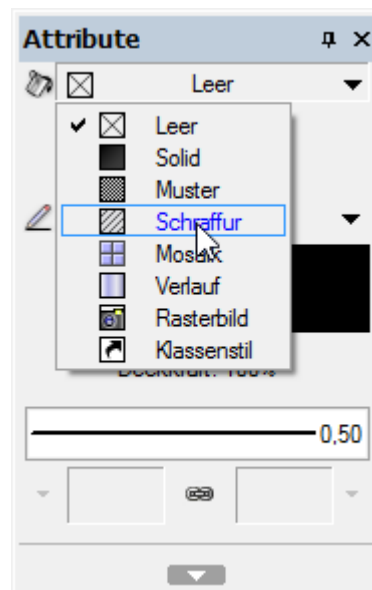 Attribute
Leer
Leer
Solid
Muster
Schraffur
Mosaik
Verlauf
Rasterbild
Klassenstil
Deckkraft: 100%
0,50